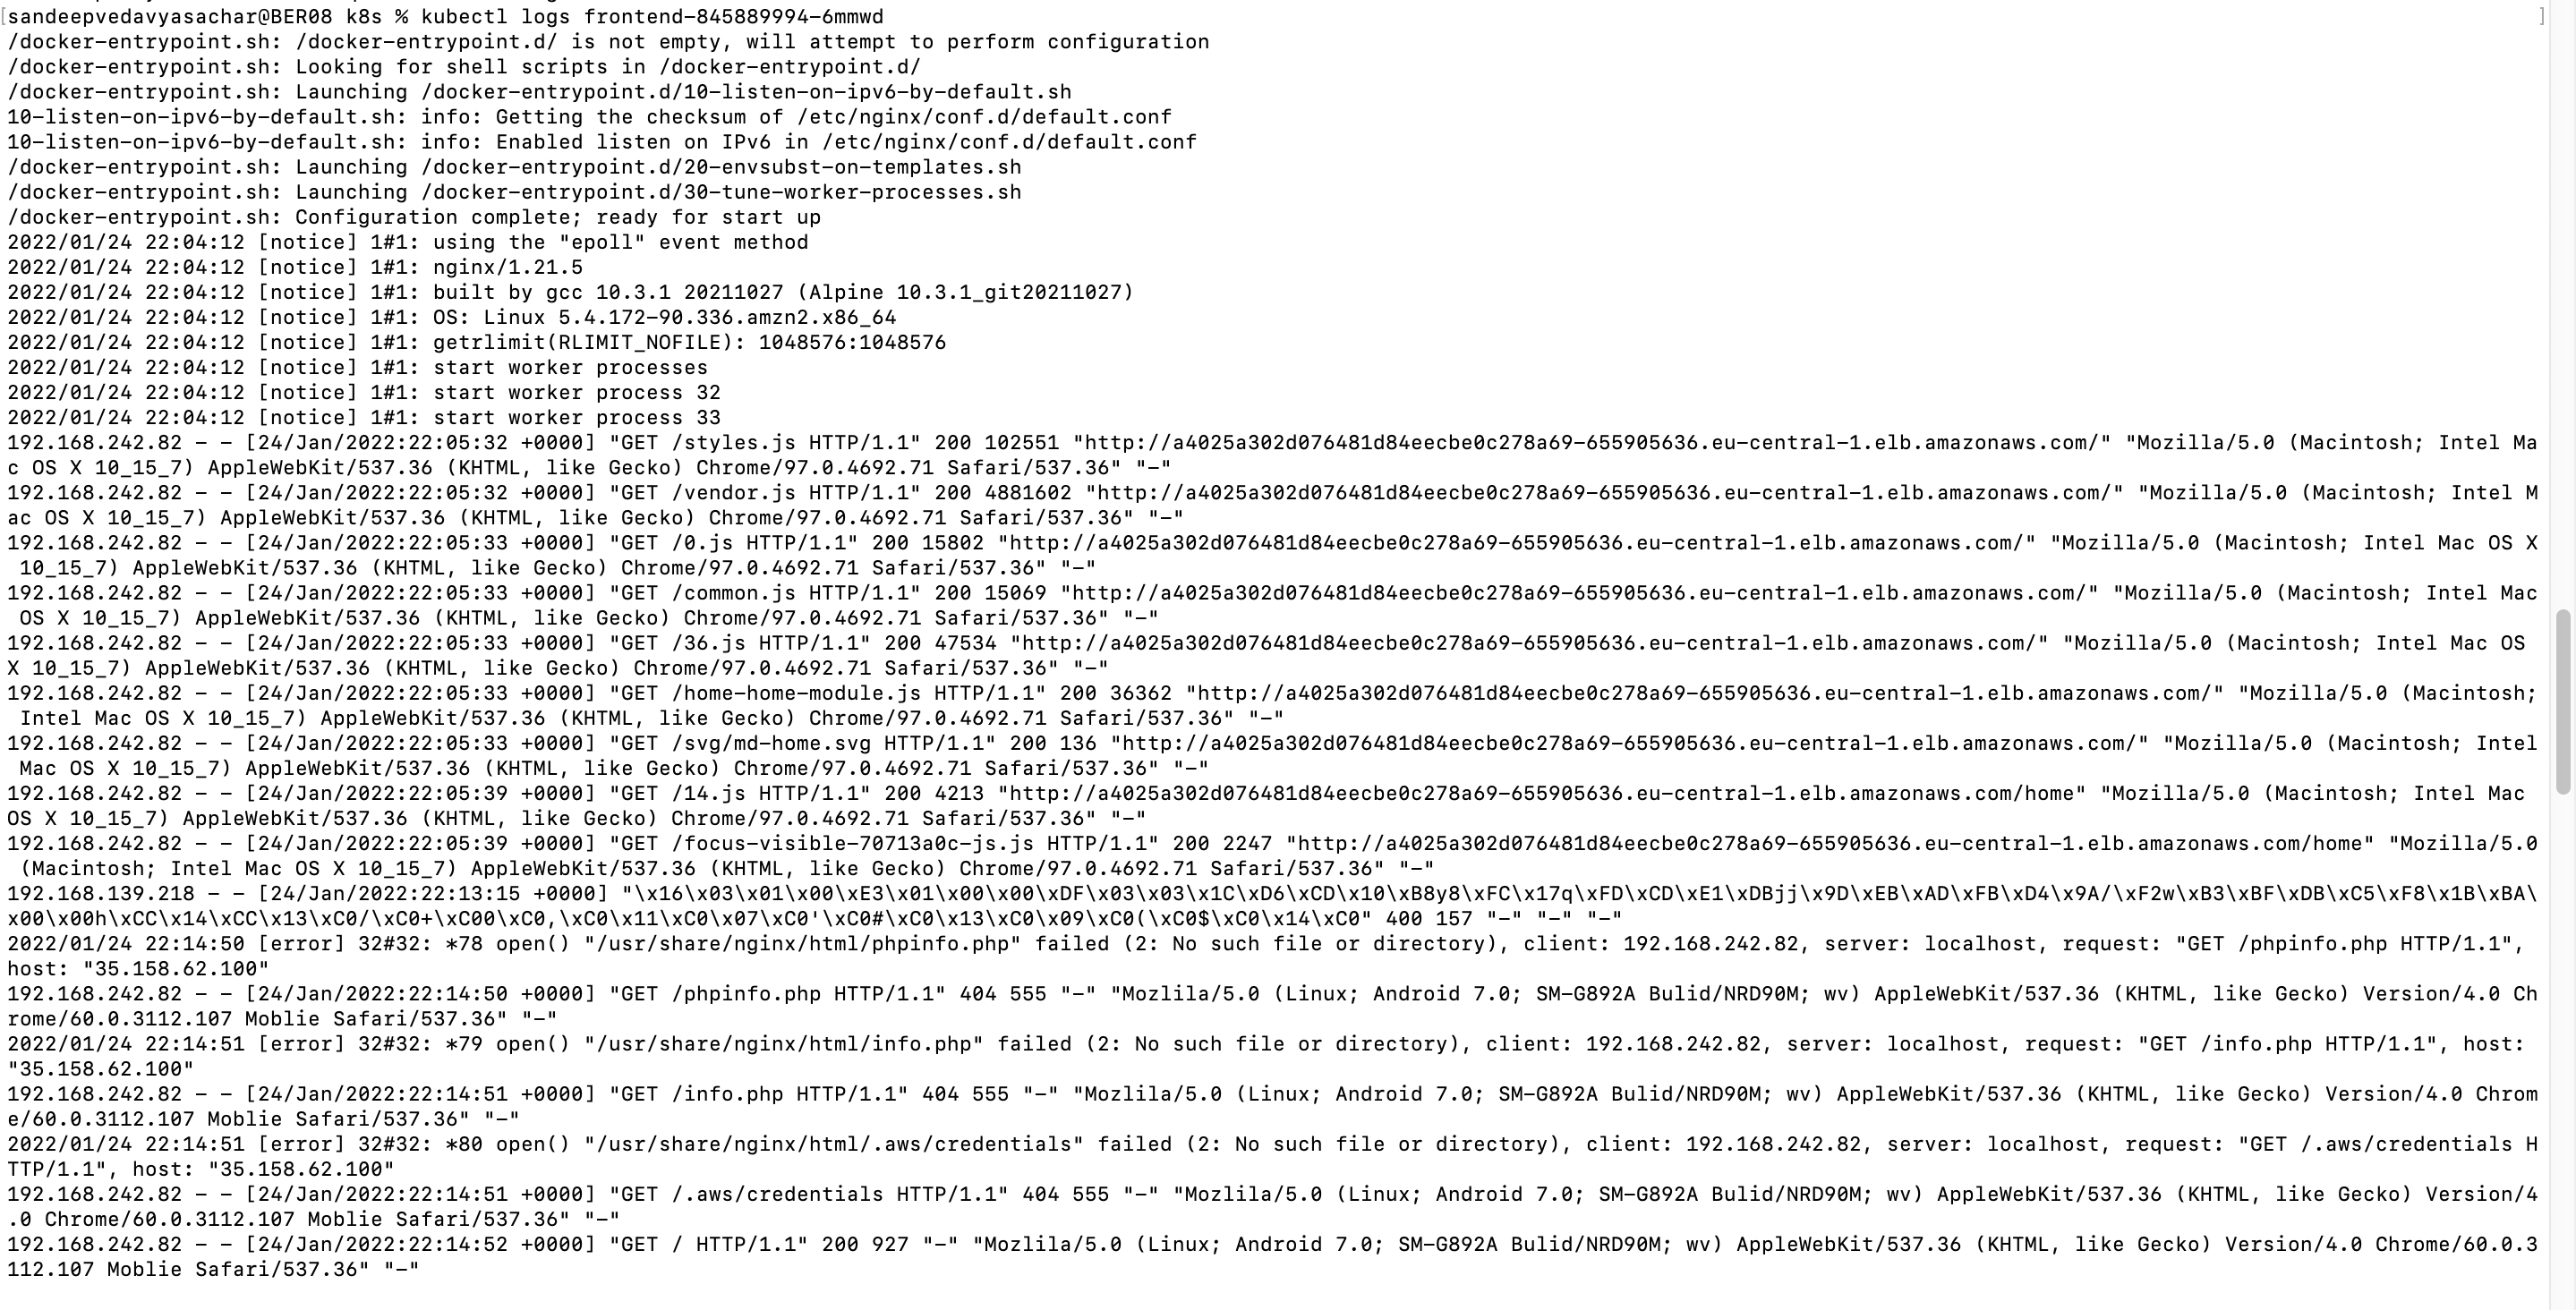 [sandeepvedavyasachar@BER08 k8s % kubectl logs frontend-845889994-6mmwd ]
/docker-entrypoint.sh: /docker-entrypoint.d/ is not empty, will attempt to perform configuration
/docker-entrypoint.sh: Looking for shell scripts in /docker-entrypoint.d/
/docker-entrypoint.sh: Launching /docker-entrypoint.d/10-listen-on-ipv6-by-default.sh
10-listen-on-ipv6-by-default.sh: info: Getting the checksum of /etc/nginx/conf.d/default.conf
10-listen-on-ipv6-by-default.sh: info: Enabled listen on IPv6 in /etc/nginx/conf.d/default.conf
/docker-entrypoint.sh: Launching /docker-entrypoint.d/20-envsubst-on-templates.sh
/docker-entrypoint.sh: Launching /docker-entrypoint.d/30-tune-worker-processes.sh
/docker-entrypoint.sh: Configuration complete; ready for start up
2022/01/24 22:04:12 [notice] 1#1: using the "epoll" event method
2022/01/24 22:04:12 [notice] 1#1: nginx/1.21.5
2022/01/24 22:04:12 [notice] 1#1: built by gcc 10.3.1 20211027 (Alpine 10.3.1_git20211027)
2022/01/24 22:04:12 [notice] 1#1: OS: Linux 5.4.172-90.336.amzn2.x86_64
2022/01/24 22:04:12 [notice] 1#1: getrlimit(RLIMIT_NOFILE): 1048576:1048576
2022/01/24 22:04:12 [notice] 1#1: start worker processes
2022/01/24 22:04:12 [notice] 1#1: start worker process 32
2022/01/24 22:04:12 [notice] 1#1: start worker process 33
192.168.242.82 - - [24/Jan/2022:22:05:32 +0000] "GET /styles.js HTTP/1.1" 200 102551 "http://a4025a302d076481d84eecbe0c278a69-655905636.eu-central-1.elb.amazonaws.com/" "Mozilla/5.0 (Macintosh; Intel Ma
c OS X 10_15_7) AppleWebKit/537.36 (KHTML, like Gecko) Chrome/97.0.4692.71 Safari/537.36" "-"
192.168.242.82 - - [24/Jan/2022:22:05:32 +0000] "GET /vendor.js HTTP/1.1" 200 4881602 "http://a4025a302d076481d84eecbe0c278a69-655905636.eu-central-1.elb.amazonaws.com/" "Mozilla/5.0 (Macintosh; Intel M
ac OS X 10_15_7) AppleWebKit/537.36 (KHTML, like Gecko) Chrome/97.0.4692.71 Safari/537.36" "-"
192.168.242.82 - - [24/Jan/2022:22:05:33 +0000] "GET /0.js HTTP/1.1" 200 15802 "http://a4025a302d076481d84eecbe0c278a69-655905636.eu-central-1.elb.amazonaws.com/" "Mozilla/5.0 (Macintosh; Intel Mac OS X
10_15_7) AppleWebKit/537.36 (KHTML, like Gecko) Chrome/97.0.4692.71 Safari/537.36" "-"
192.168.242.82 - - [24/Jan/2022:22:05:33 +0000] "GET /common.js HTTP/1.1" 200 15069 "http://a4025a302d076481d84eecbe0c278a69-655905636.eu-central-1.elb.amazonaws.com/" "Mozilla/5.0 (Macintosh; Intel Mac
OS X 10_15_7) AppleWebKit/537.36 (KHTML, like Gecko) Chrome/97.0.4692.71 Safari/537.36" "-"
192.168.242.82 - - [24/Jan/2022:22:05:33 +0000] "GET /36.js HTTP/1.1" 200 47534 "http://a4025a302d076481d84eecbe0c278a69-655905636.eu-central-1.elb.amazonaws.com/" "Mozilla/5.0 (Macintosh; Intel Mac OS
X 10_15_7) AppleWebKit/537.36 (KHTML, like Gecko) Chrome/97.0.4692.71 Safari/537.36" "-"
192.168.242.82 - - [24/Jan/2022:22:05:33 +0000] "GET /home-home-module.js HTTP/1.1" 200 36362 "http://a4025a302d076481d84eecbe0c278a69-655905636.eu-central-1.elb.amazonaws.com/" "Mozilla/5.0 (Macintosh;
Intel Mac OS X 10_15_7) AppleWebKit/537.36 (KHTML, like Gecko) Chrome/97.0.4692.71 Safari/537.36" "-"
192.168.242.82 - - [24/Jan/2022:22:05:33 +0000] "GET /svg/md-home.svg HTTP/1.1" 200 136 "http://a4025a302d076481d84eecbe0c278a69-655905636.eu-central-1.elb.amazonaws.com/" "Mozilla/5.0 (Macintosh; Intel
Mac OS X 10_15_7) AppleWebKit/537.36 (KHTML, like Gecko) Chrome/97.0.4692.71 Safari/537.36" "-"
192.168.242.82 - - [24/Jan/2022:22:05:39 +0000] "GET /14.js HTTP/1.1" 200 4213 "http://a4025a302d076481d84eecbe0c278a69-655905636.eu-central-1.elb.amazonaws.com/home" "Mozilla/5.0 (Macintosh; Intel Mac
OS X 10_15_7) AppleWebKit/537.36 (KHTML, like Gecko) Chrome/97.0.4692.71 Safari/537.36" "-"
192.168.242.82 - - [24/Jan/2022:22:05:39 +0000] "GET /focus-visible-70713a0c-js.js HTTP/1.1" 200 2247 "http://a4025a302d076481d84eecbe0c278a69-655905636.eu-central-1.elb.amazonaws.com/home" "Mozilla/5.0
(Macintosh; Intel Mac OS X 10_15_7) AppleWebKit/537.36 (KHTML, like Gecko) Chrome/97.0.4692.71 Safari/537.36" "-"
192.168.139.218 - - [24/Jan/2022:22:13:15 +0000] "\x16\x03\x01\x00\xE3\x01\x00\x00\xDF\x03\x03\x1C\xD6\xCD\x10\xB8y8\xFC\x17q\xFD\xCD\xE1\xDBjj\x9D\xEB\xAD\xFB\xD4\x9A/\xF2w\xB3\xBF\xDB\xC5\xF8\x1B\xBA\
x00\x00h\xCC\x14\xCC\x13\xC0/\xC0+\xC00\xC0,\xC0\x11\xC0\x07\xC0'\xC0#\xC0\x13\xC0\x09\xC0(\xC0$\xC0\x14\xC0" 400 157 "-" "-" "-"
2022/01/24 22:14:50 [error] 32#32: *78 open() "/usr/share/nginx/html/phpinfo.php" failed (2: No such file or directory), client: 192.168.242.82, server: localhost, request: "GET /phpinfo.php HTTP/1.1",
host: "35.158.62.100"
192.168.242.82 - - [24/Jan/2022:22:14:50 +0000] "GET /phpinfo.php HTTP/1.1" 404 555 "-" "Mozlila/5.0 (Linux; Android 7.0; SM-G892A Bulid/NRD90M; wv) AppleWebKit/537.36 (KHTML, like Gecko) Version/4.0 Ch
rome/60.0.3112.107 Moblie Safari/537.36" "-"
2022/01/24 22:14:51 [error] 32#32: *79 open() "/usr/share/nginx/html/info.php" failed (2: No such file or directory), client: 192.168.242.82, server: localhost, request: "GET /info.php HTTP/1.1", host:
"35.158.62.100"
192.168.242.82 - - [24/Jan/2022:22:14:51 +0000] "GET /info.php HTTP/1.1" 404 555 "-" "Mozlila/5.0 (Linux; Android 7.0; SM-G892A Bulid/NRD90M; wv) AppleWebKit/537.36 (KHTML, like Gecko) Version/4.0 Chrom
e/60.0.3112.107 Moblie Safari/537.36" "-"
2022/01/24 22:14:51 [error] 32#32: *80 open() "/usr/share/nginx/html/.aws/credentials" failed (2: No such file or directory), client: 192.168.242.82, server: localhost, request: "GET /.aws/credentials H
TTP/1.1", host: "35.158.62.100"
192.168.242.82 - - [24/Jan/2022:22:14:51 +0000] "GET /.aws/credentials HTTP/1.1" 404 555 "-" "Mozlila/5.0 (Linux; Android 7.0; SM-G892A Bulid/NRD90M; wv) AppleWebKit/537.36 (KHTML, like Gecko) Version/4
.0 Chrome/60.0.3112.107 Moblie Safari/537.36" "-"
192.168.242.82 - - [24/Jan/2022:22:14:52 +0000] "GET / HTTP/1.1" 200 927 "-" "Mozlila/5.0 (Linux; Android 7.0; SM-G892A Bulid/NRD90M; wv) AppleWebKit/537.36 (KHTML, like Gecko) Version/4.0 Chrome/60.0.3
112.107 Moblie Safari/537.36" "-"